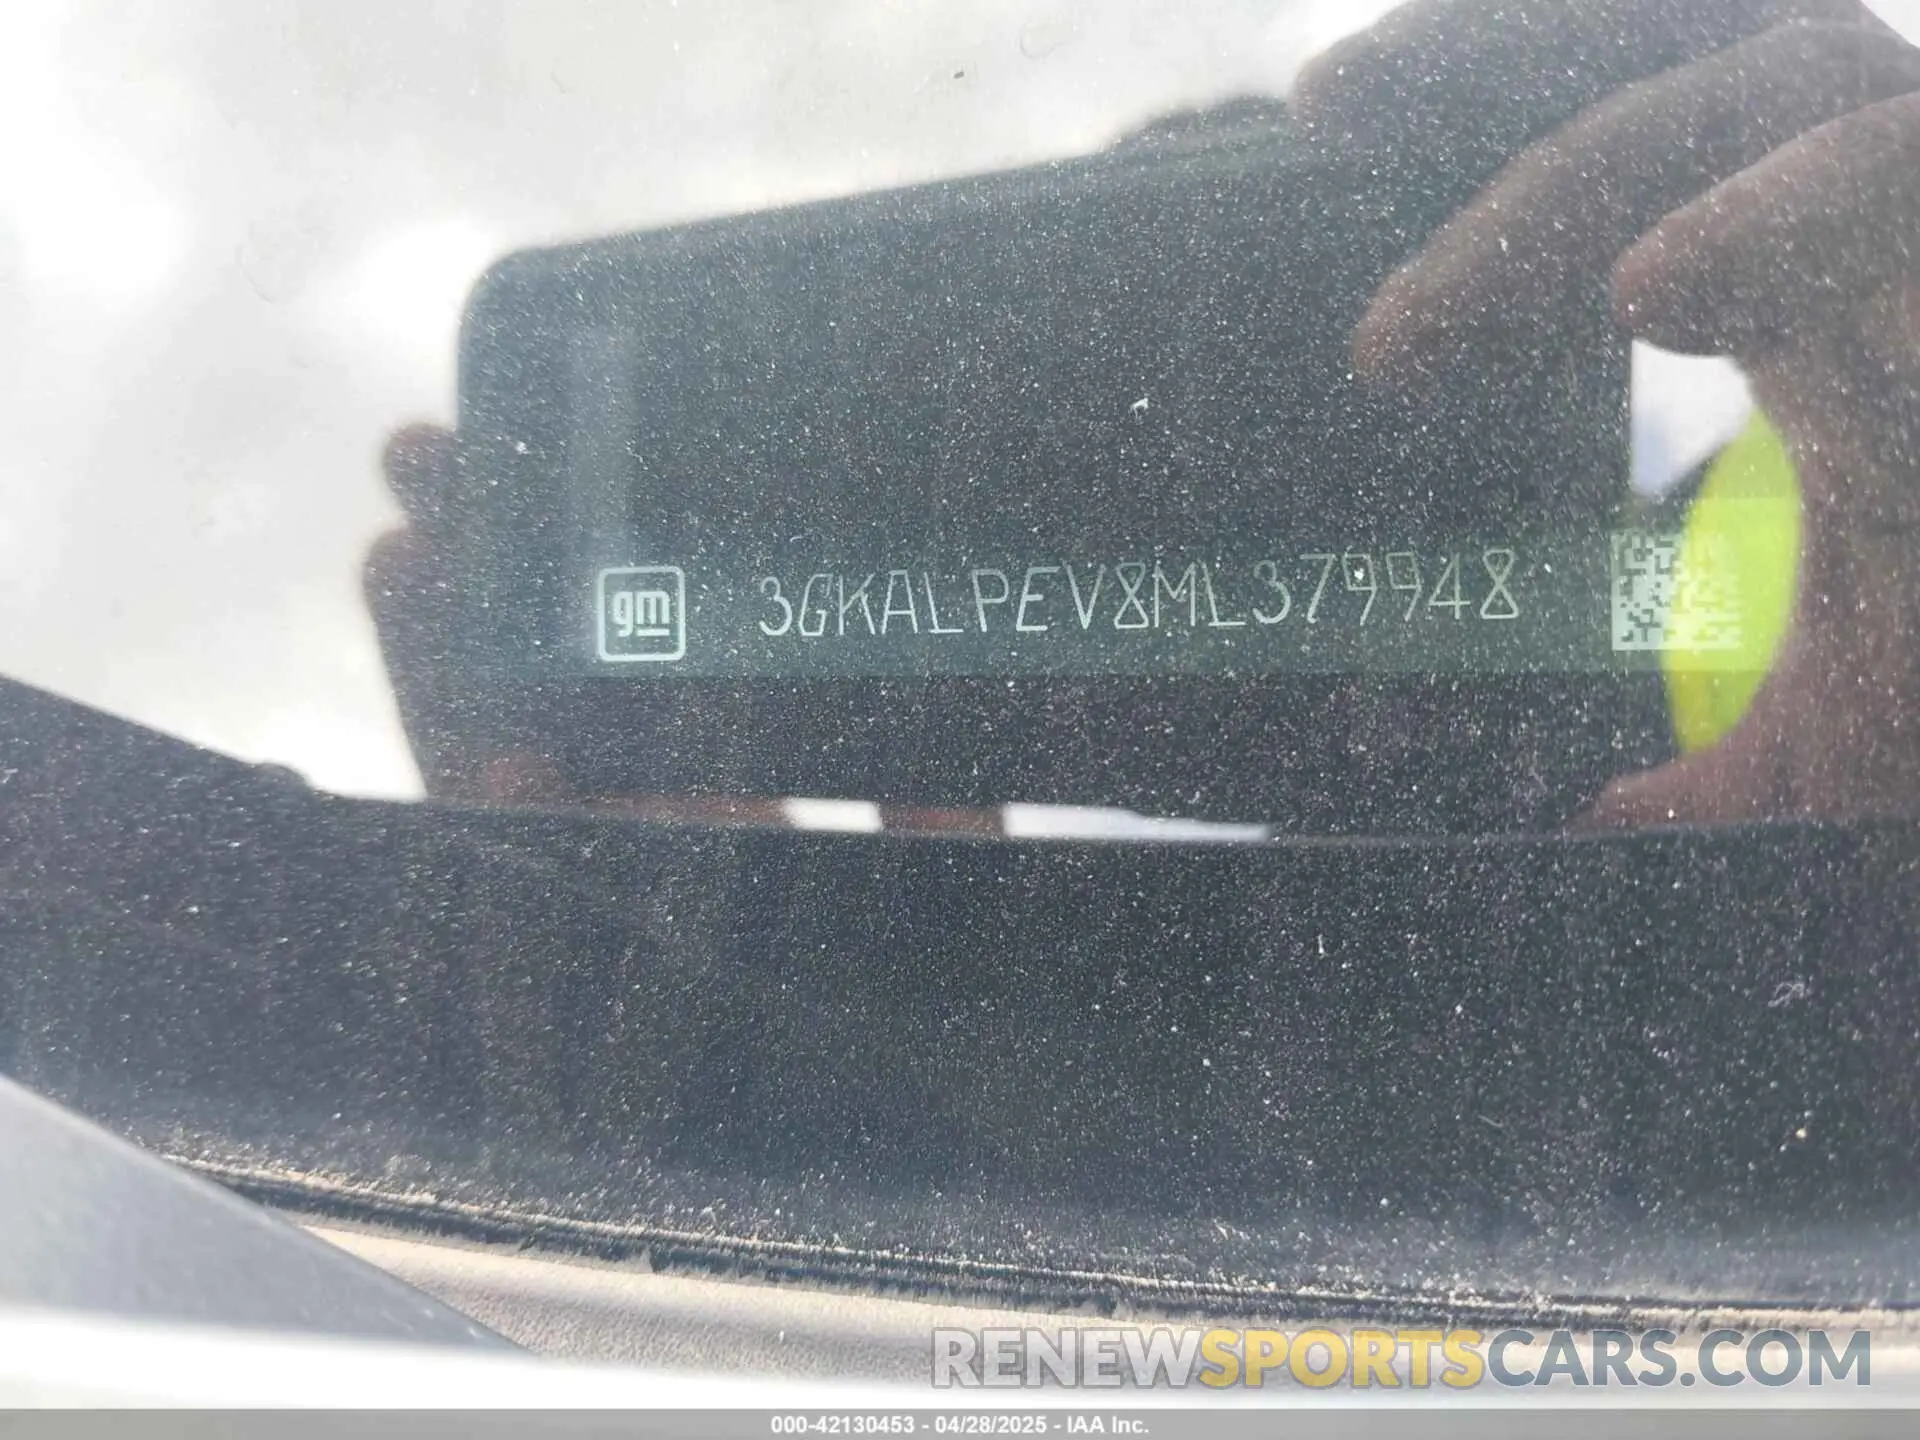 gm 3GKALPEV8ML379948
RENEWSPORTSCARS.COM
000-42130453 - 04/28/2025 - IAA Inc.